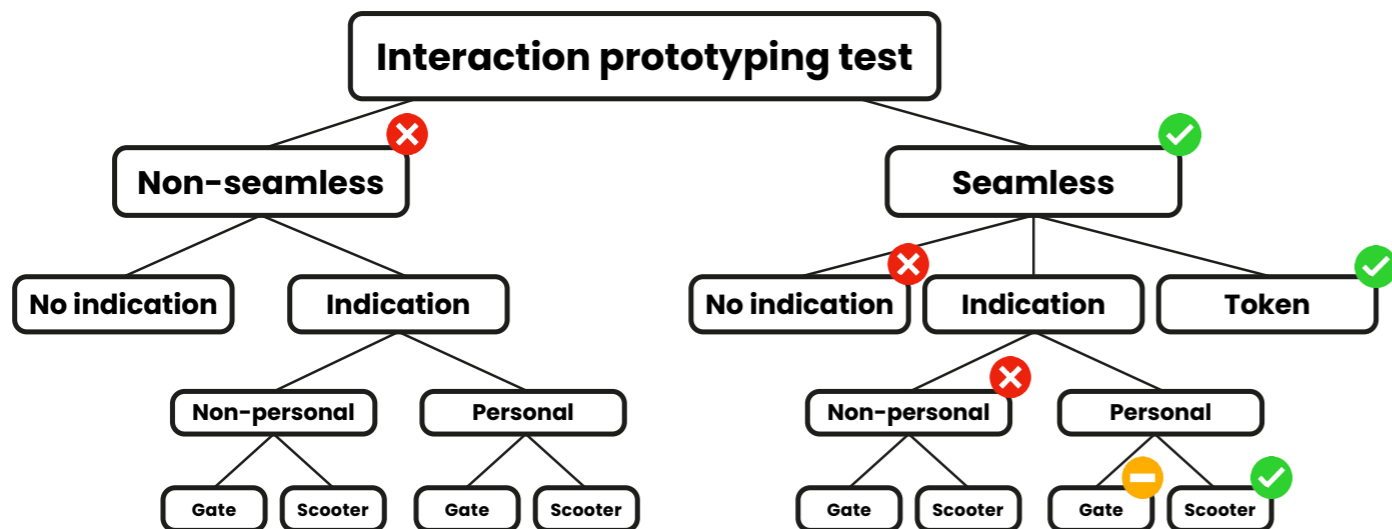 Interaction prototyping test
Non-seamless
Seamless
No indication
Indication
No indication
Indication
Token
Non-personal
Personal
Non-personal
Personal
Gate
Scooter
Gate
Scooter
Gate
Scooter
Gate
Scooter